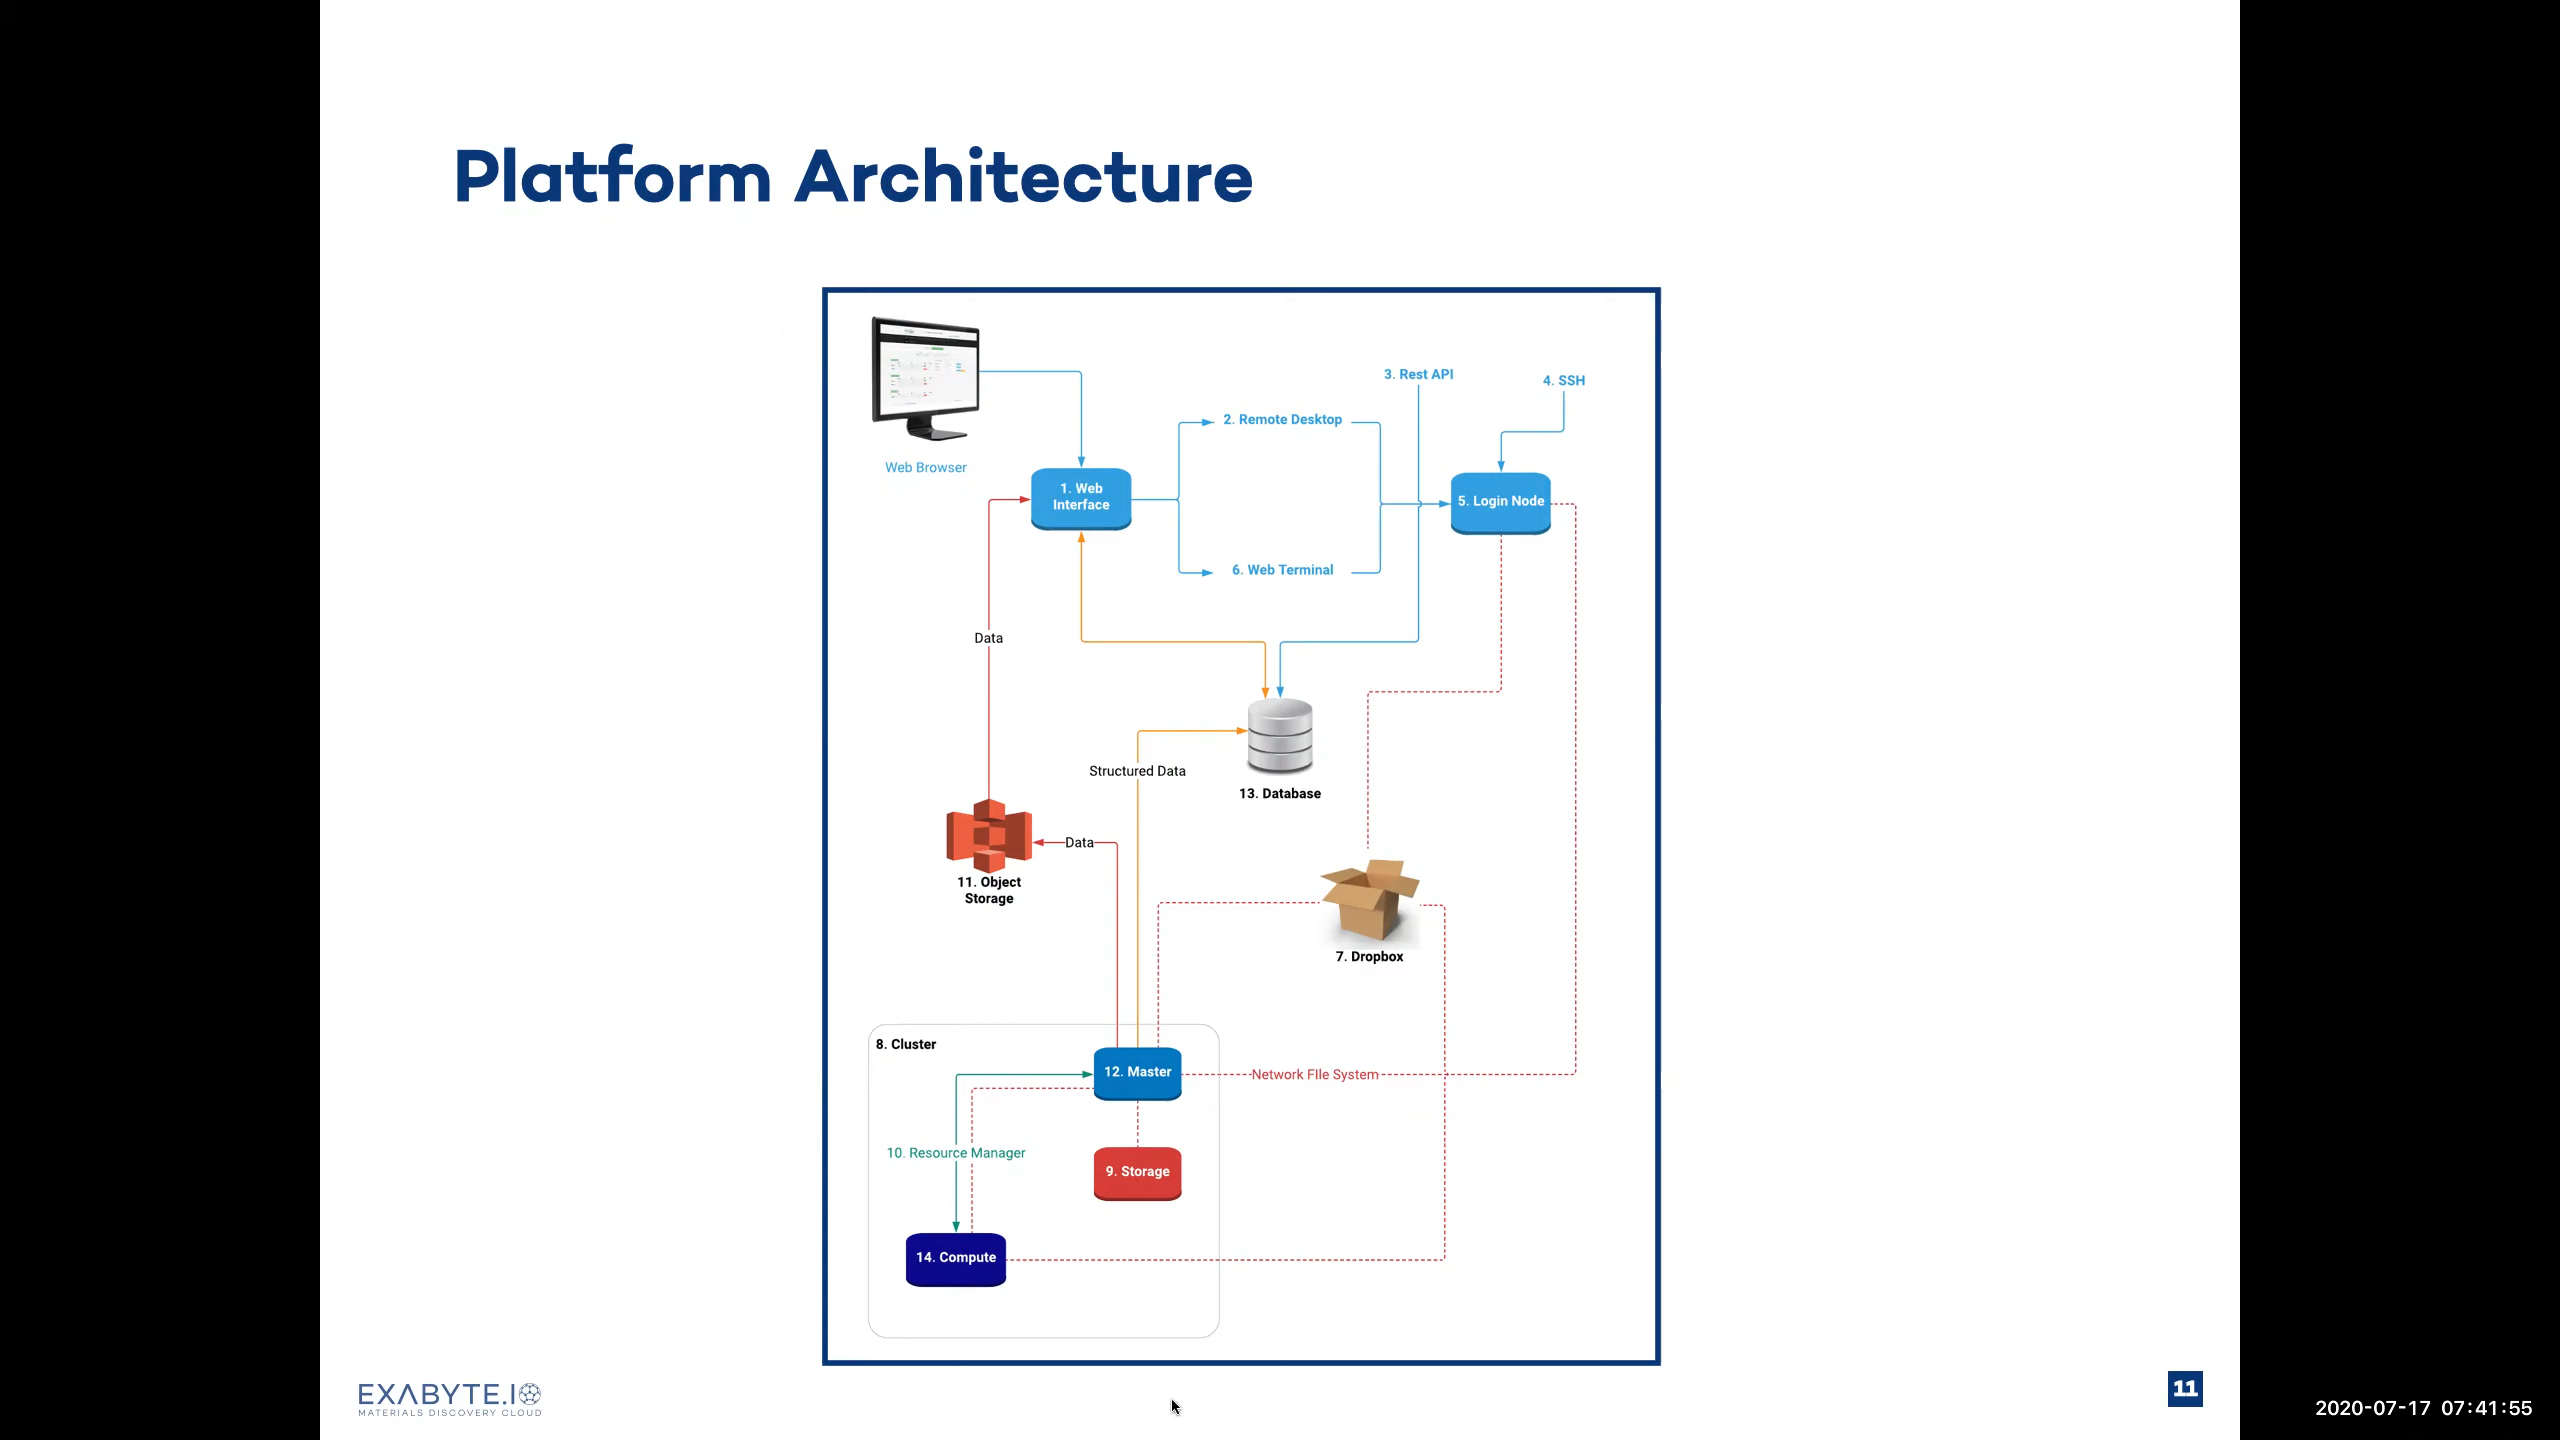 Platform Architecture
Web Browser
3. Rest API
4. SSH
2. Remote Desktop
1. Web
Interface
5. Login Node
6. Web Terminal
Data
Structured Data
13. Database
Data
11. Object
Storage
7. Dropbox
8. Cluster
12. Master
Network FIle System
10. Resource Manager
9. Storage
14. Compute
EXABYTE.IO
MATERIALS DISCOVERY CLOUD
11
2020-07-17 07:41:55